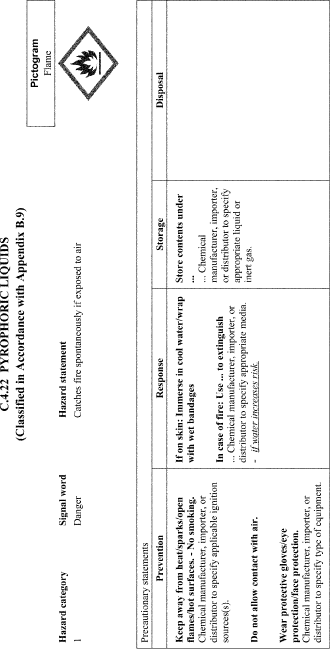 C.4.22 PYROPHORIC LIQUIDS
(Classified in Accordance with Appendix B.9)
Pictogram
Flame
Hazard category
Signal word
Hazard statement
1
Danger
Catches fire spontaneously if exposed to air
Precautionary statements
Prevention
Response
Storage
Disposal
Keep away from heat/sparks/open
flames/hot surfaces. - No smoking.
Chemical manufacturer, importer, or
distributor to specify applicable ignition
sources(s).
Do not allow contact with air.
Wear protective gloves/eye
protection/face protection.
Chemical manufacturer, importer, or
distributor to specify type of equipment.
If on skin: Immerse in cool water/wrap
with wet bandages
In case of fire: Use ... to extinguish
... Chemical manufacturer, importer, or
distributor to specify appropriate media.
- if water increases risk.
Store contents under
...
... Chemical
manufacturer, importer,
or distributor to specify
appropriate liquid or
inert gas.